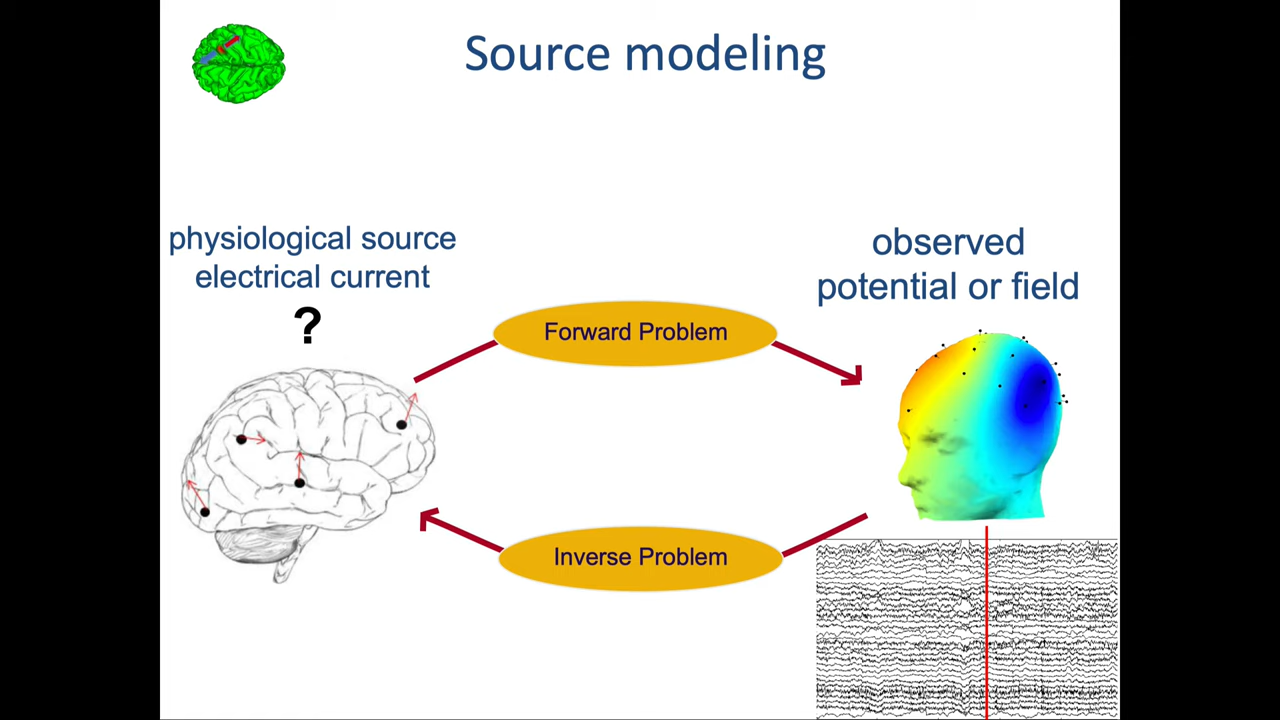 Source modeling
physiological source
electrical current
?
observed
potential or field
Forward Problem
Inverse Problem